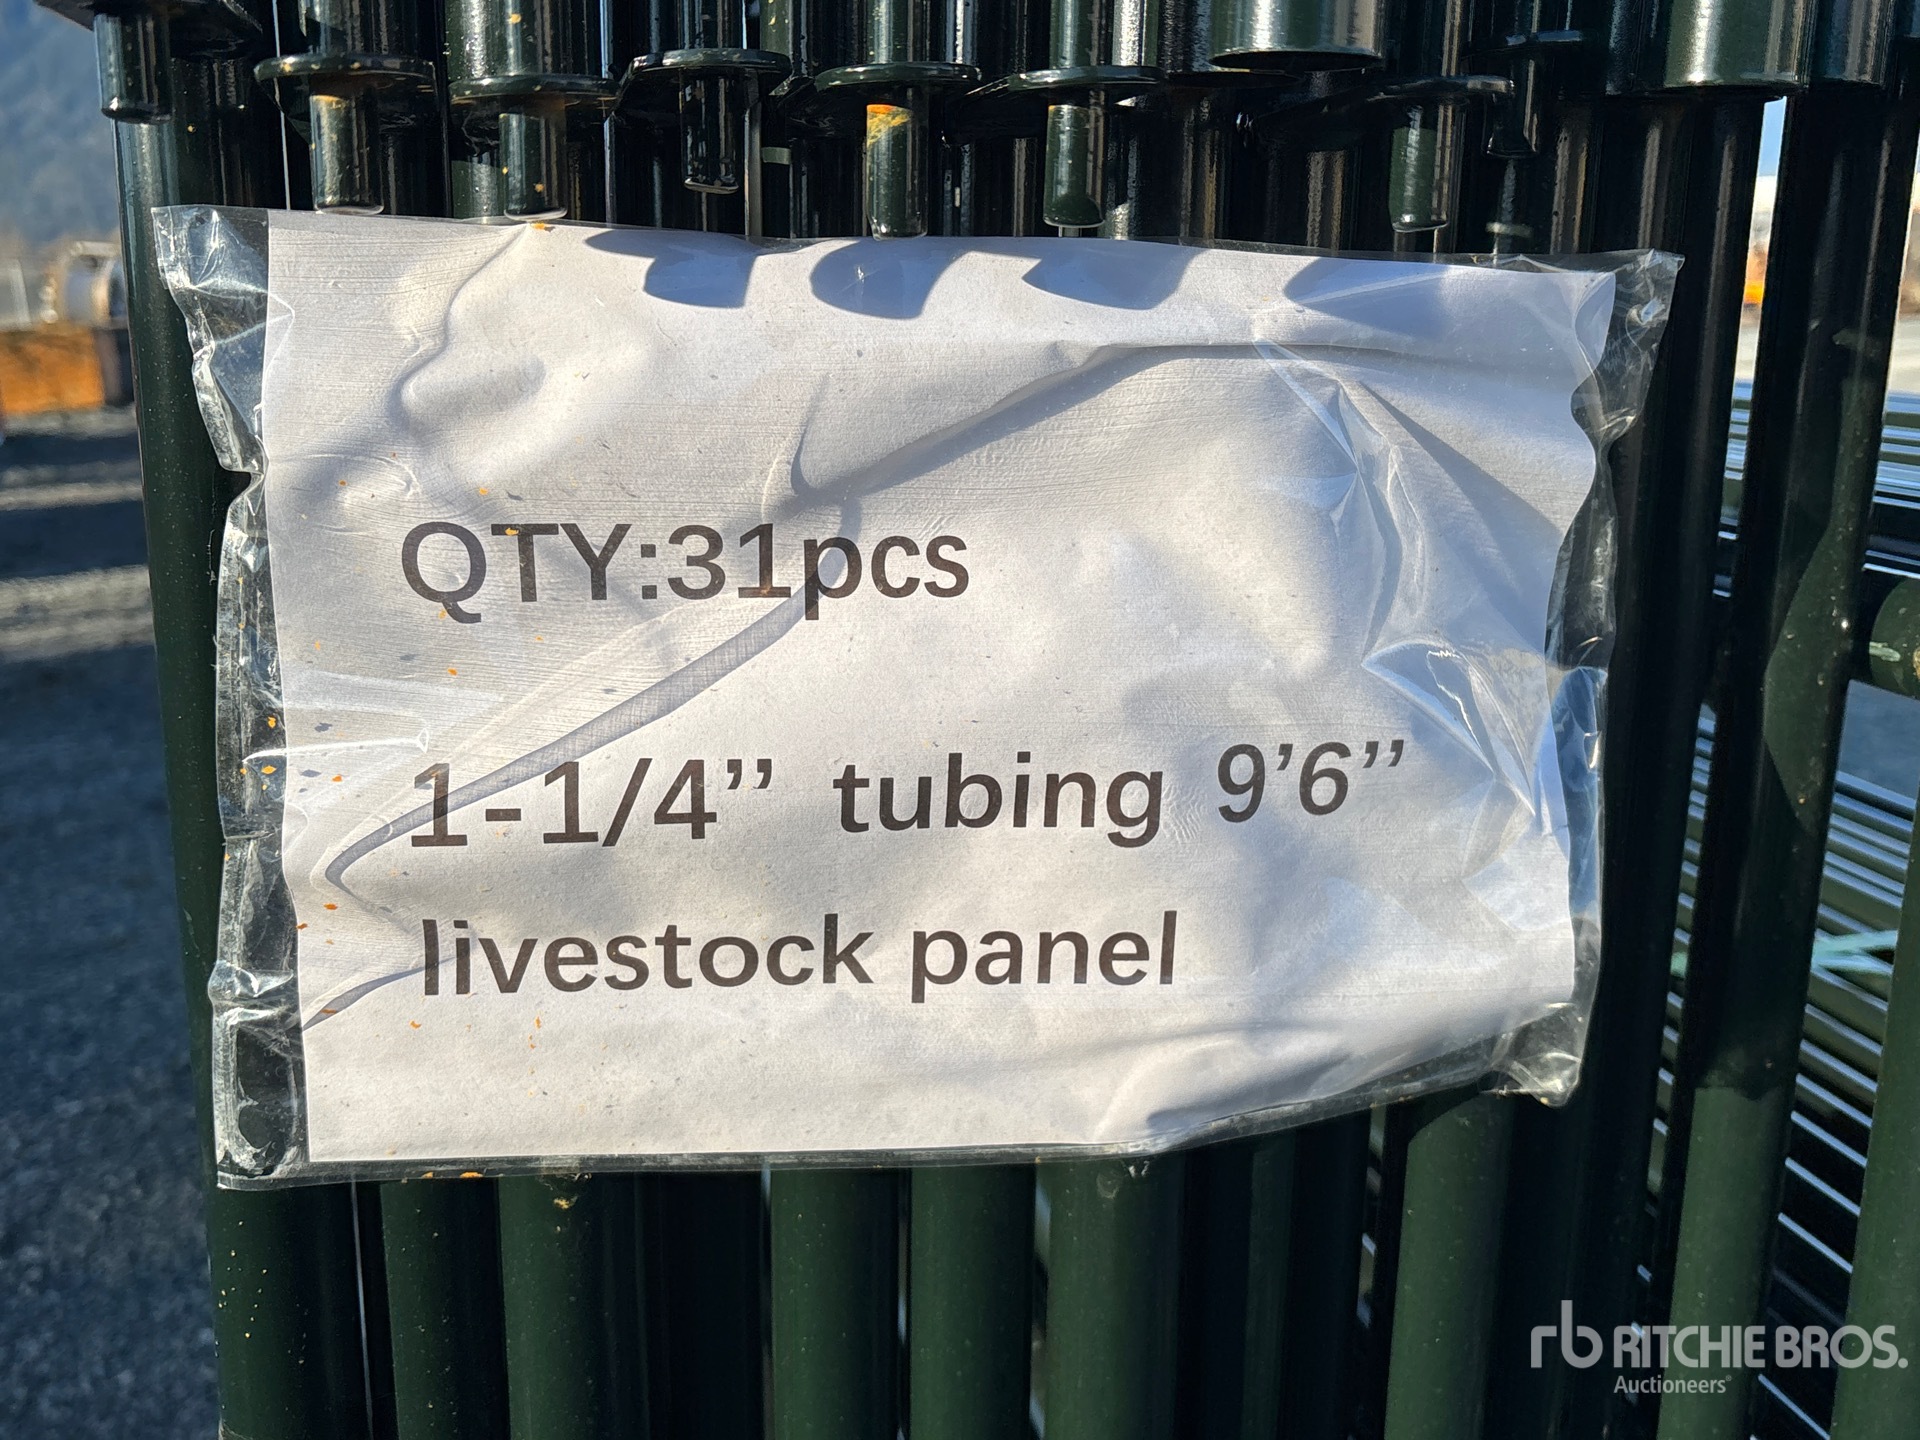 QTY:31pcs
1-1/4” tubing 9’6”
livestock panel
rb RITCHIE BROS.
Auctioneers®